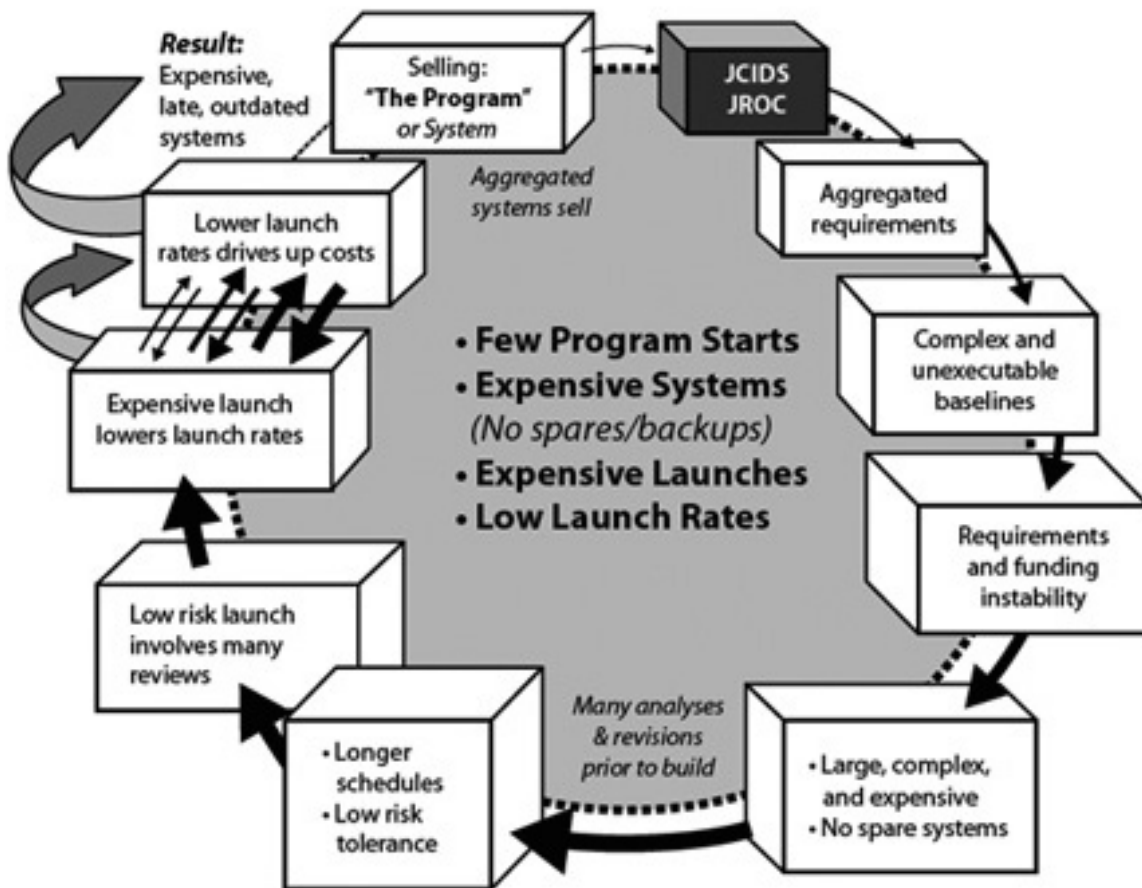 Result:
Expensive,
late, outdated
systems
Selling:
"The Program"
or System
JCIDS
JROC
Aggregated
systems sell
Aggregated
requirements
Lower launch
rates drives up costs
Complex and
unexecutable
baselines
• Few Program Starts
• Expensive Systems
(No spares/backups)
• Expensive Launches
• Low Launch Rates
Expensive launch
lowers launch rates
Requirements
and funding
instability
Low risk launch
involves many
reviews
Many analyses
& revisions
prior to build
• Longer
schedules
• Low risk
tolerance
• Large, complex,
and expensive
• No spare systems